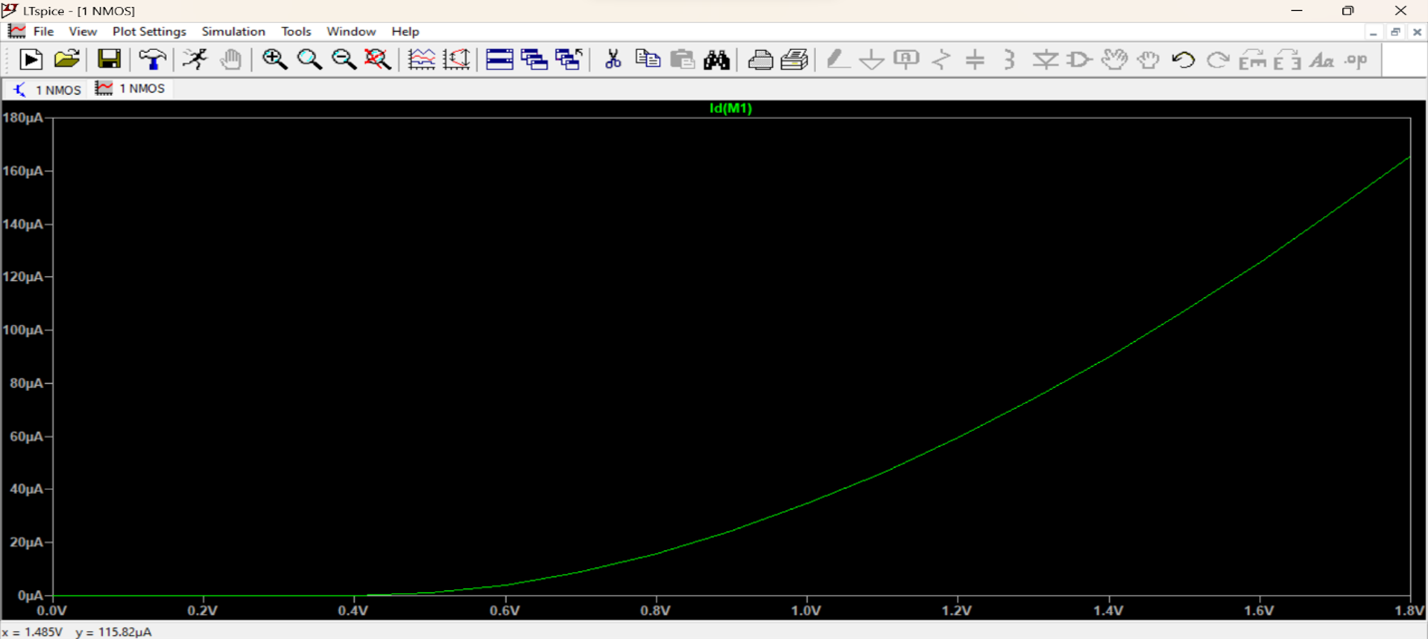 LTspice - [1 NMOS]
File View Plot Settings Simulation Tools Window Help
1 NMOS 1 NMOS
Id(M1)
180µA
160µA
140µA
120µA
100µA
80µA
60µA
40µA
20µA
0µA
0.0V 0.2V 0.4V 0.6V 0.8V 1.0V 1.2V 1.4V 1.6V 1.8V
x = 1.485V y = 115.82µA